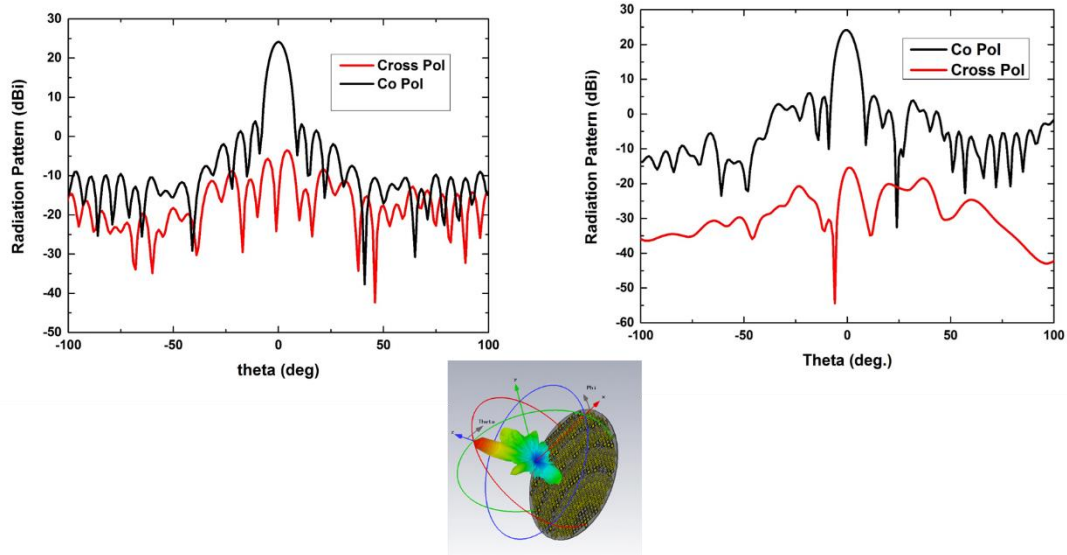 30
20
10
0
-10
-20
-30
-40
-50
-100
-50
0
50
100
Radiation Pattern (dBi)
theta (deg)
Cross Pol
Co Pol
30
20
10
0
-10
-20
-30
-40
-50
-60
-100
-50
0
50
100
Radiation Pattern (dBi)
Theta (deg.)
Co Pol
Cross Pol
y
Phi
x
Theta
z